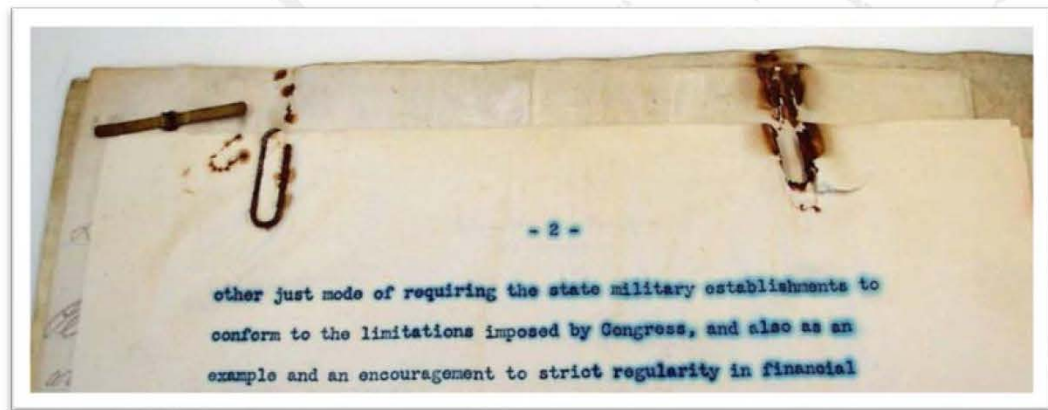 - 2 -
other just mode of requiring the state military establishments to
conform to the limitations imposed by Congress, and also as an
example and an encouragement to strict regularity in financial